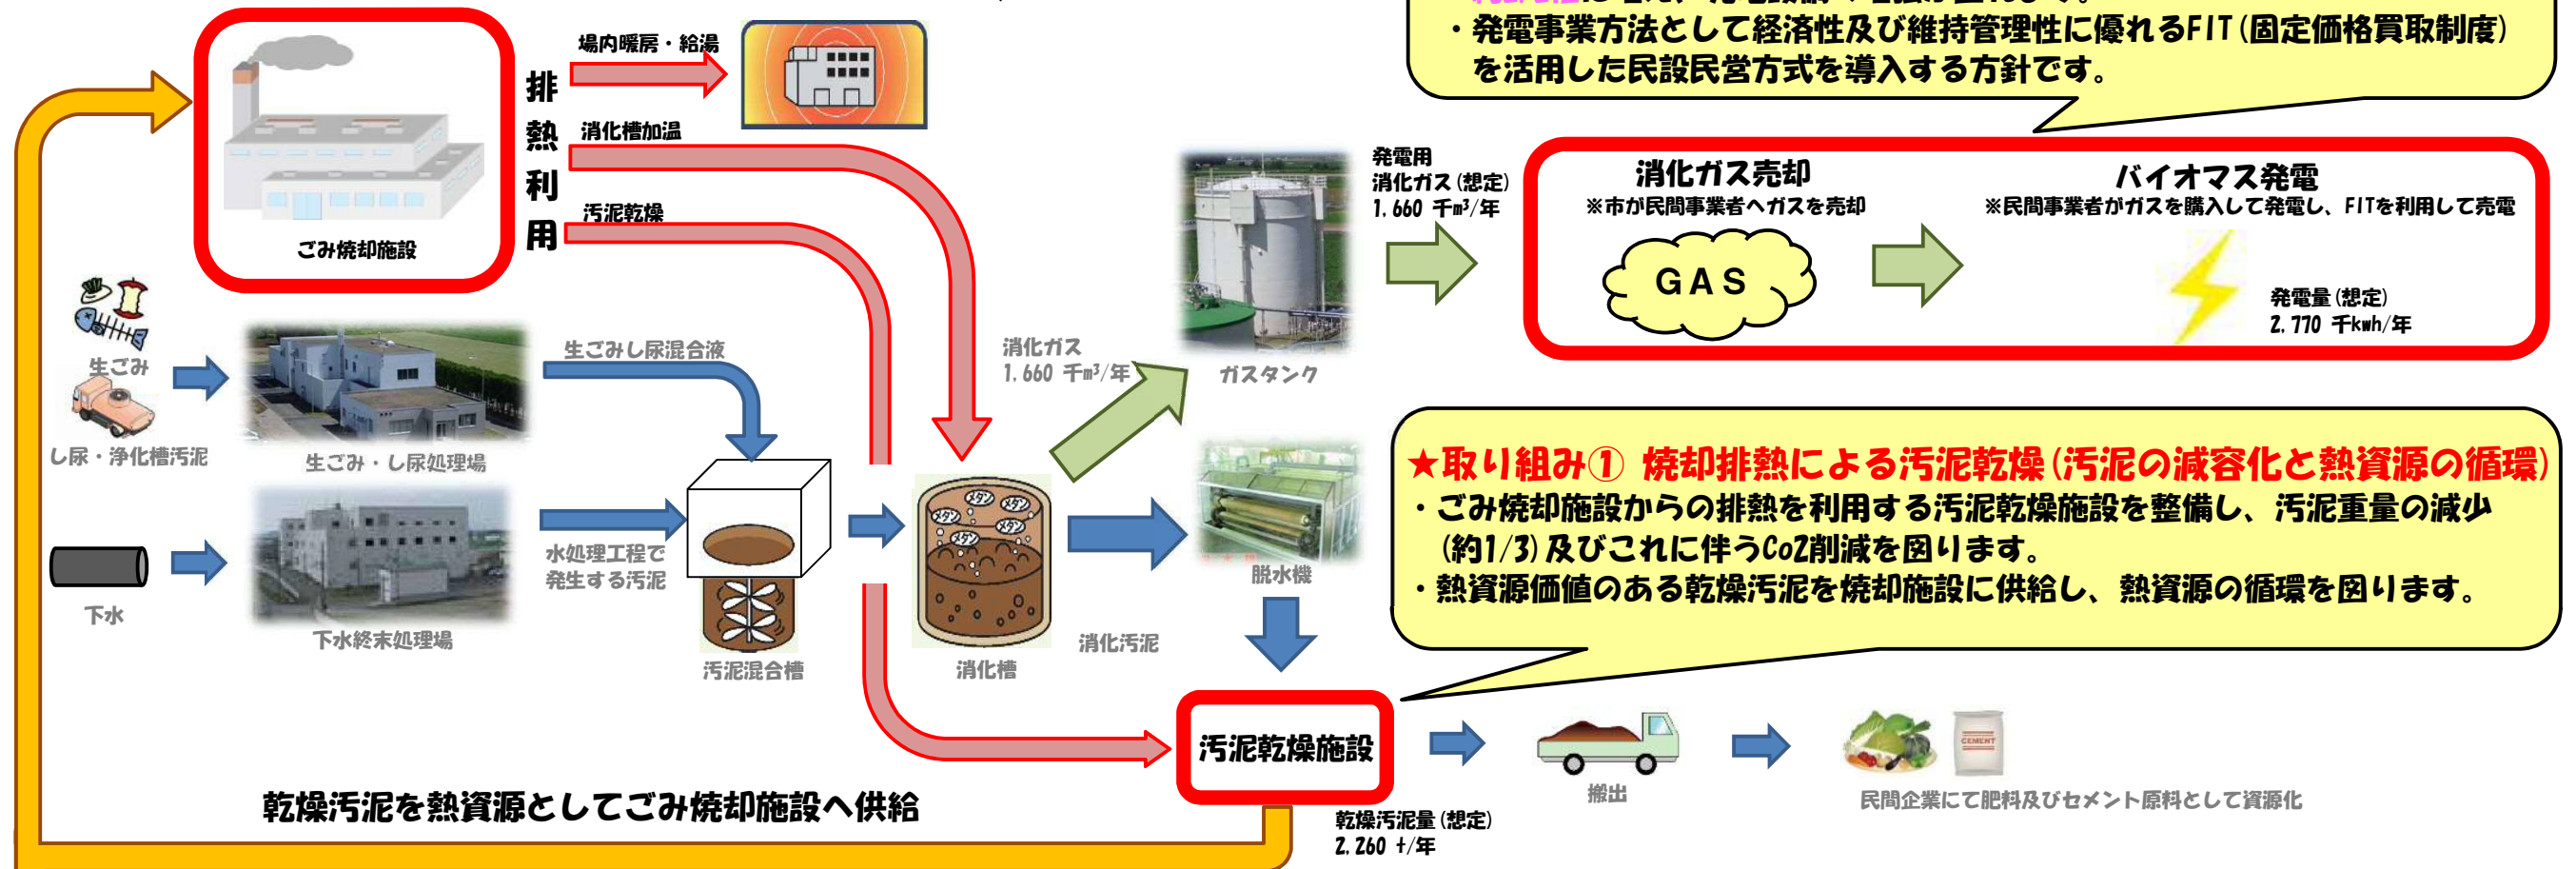 ・発電事業方法として経済性及び維持管理性に優れるFIT(固定価格買取制度)
を活用した民設民営方式を導入する方針です。
場内暖房・給湯
排熱利用
消化槽加温
汚泥乾燥
ごみ焼却施設
発電用
消化ガス(想定)
1,660 千m³/年
消化ガス売却
※市が民間事業者へガスを売却
GAS
バイオマス発電
※民間事業者がガスを購入して発電し、FITを利用して売電
発電量(想定)
2,770 千kwh/年
生ごみ
し尿・浄化槽汚泥
生ごみ・し尿処理場
生ごみし尿混合液
消化ガス
1,660 千m³/年
ガスタンク
下水
下水終末処理場
水処理工程で
発生する汚泥
汚泥混合槽
メタン
メタン
メタン
メタン
消化槽
消化汚泥
脱水機
★取り組み① 焼却排熱による汚泥乾燥(汚泥の減容化と熱資源の循環)
・ごみ焼却施設からの排熱を利用する汚泥乾燥施設を整備し、汚泥重量の減少
(約1/3)及びこれに伴うCo2削減を図ります。
・熱資源価値のある乾燥汚泥を焼却施設に供給し、熱資源の循環を図ります。
汚泥乾燥施設
搬出
CEMENT
民間企業にて肥料及びセメント原料として資源化
乾燥汚泥を熱資源としてごみ焼却施設へ供給
乾燥汚泥量(想定)
2,260 t/年